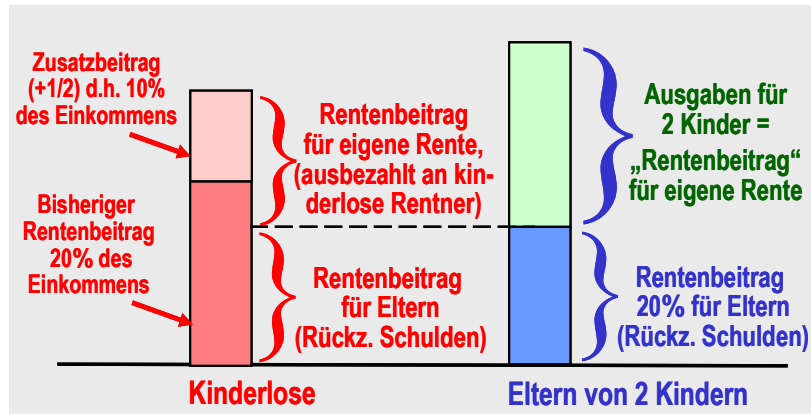 Zusatzbeitrag
(+1/2) d.h. 10%
des Einkommens
Bisheriger
Rentenbeitrag
20% des
Einkommens
Rentenbeitrag
für eigene Rente,
(ausbezahlt an kin-
derlose Rentner)
Rentenbeitrag
für Eltern
(Rückz. Schulden)
Ausgaben für
2 Kinder =
„Rentenbeitrag“
für eigene Rente
Rentenbeitrag
20% für Eltern
(Rückz. Schulden)
Kinderlose
Eltern von 2 Kindern